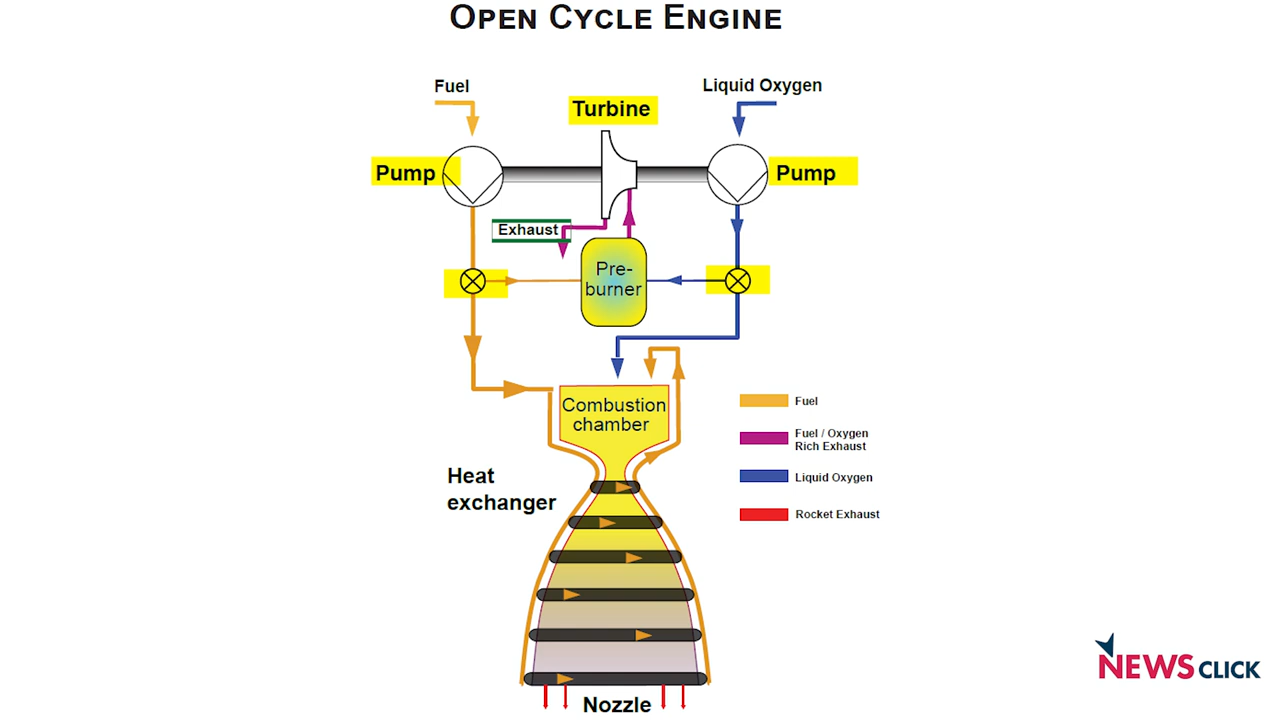 OPEN CYCLE ENGINE
Fuel
Liquid Oxygen
Turbine
Pump
Pump
Exhaust
Pre-
burner
Combustion
chamber
Fuel
Fuel / Oxygen
Rich Exhaust
Liquid Oxygen
Rocket Exhaust
Heat
exchanger
Nozzle
NEWSCLICK